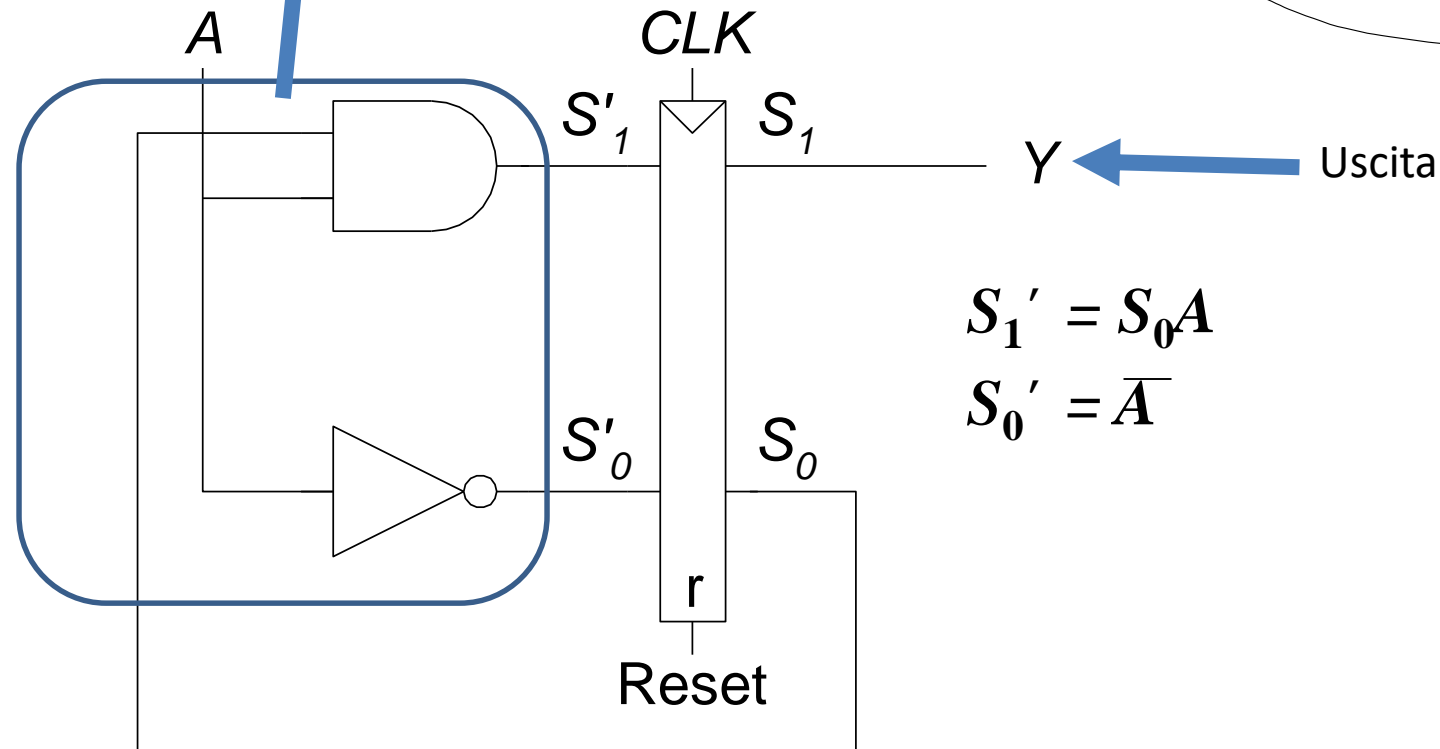 A
CLK
S'1
S1
Y
Uscita
S1′ = S0A
S0′ = A̅
S'0
S0
r
Reset